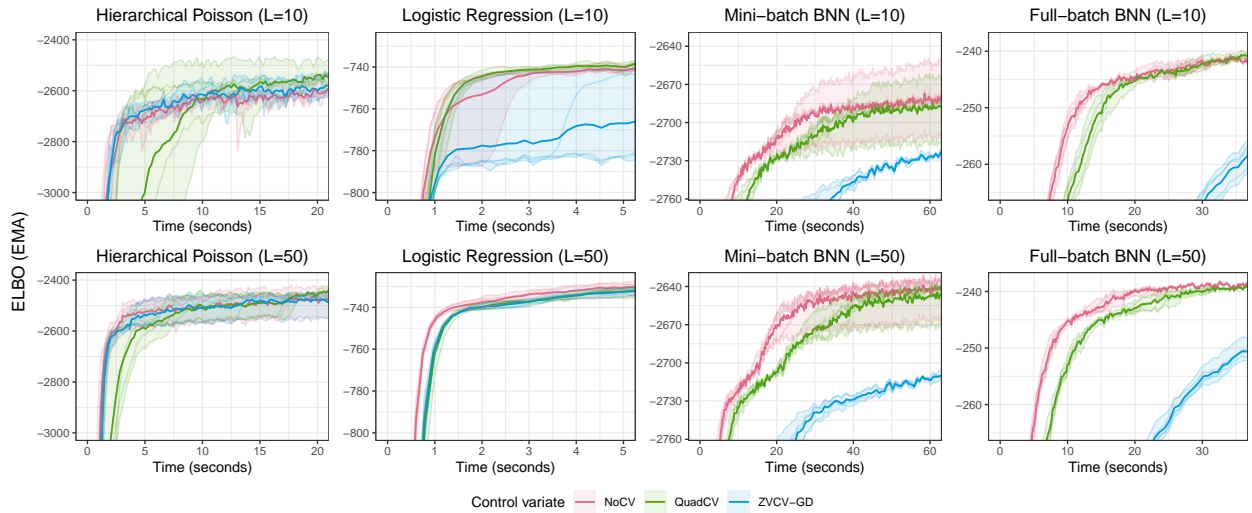 Hierarchical Poisson (L=10) Logistic Regression (L=10) Mini-batch BNN (L=10) Full-batch BNN (L=10)
-2400 -2600 -2800 -3000
0 5 10 15 20
Time (seconds)
-740 -760 -780 -800
0 1 2 3 4 5
Time (seconds)
-2640 -2670 -2700 -2730 -2760
0 20 40 60
Time (seconds)
-240 -250 -260
0 10 20 30
Time (seconds)
ELBO (EMA)
Hierarchical Poisson (L=50) Logistic Regression (L=50) Mini-batch BNN (L=50) Full-batch BNN (L=50)
-2400 -2600 -2800 -3000
0 5 10 15 20
Time (seconds)
-740 -760 -780 -800
0 1 2 3 4 5
Time (seconds)
-2640 -2670 -2700 -2730 -2760
0 20 40 60
Time (seconds)
-240 -250 -260
0 10 20 30
Time (seconds)
Control variate NoCV QuadCV ZVCV-GD